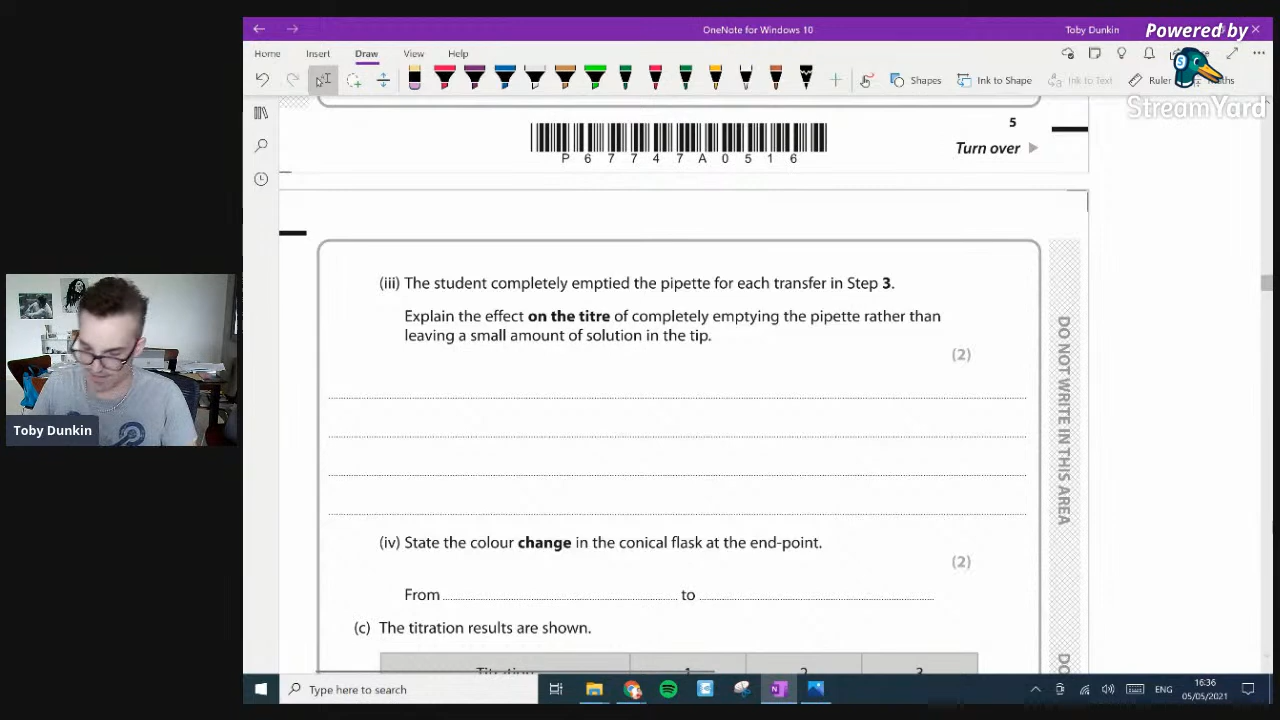 OneNote for Windows 10
Toby Dunkin
Powered by
Home
Insert
Draw
View
Help
Shapes
Ink to Shape
Ink to Text
Ruler
StreamYard
5
P 6 7 7 4 7 A 0 5 1 6
Turn over
(iii) The student completely emptied the pipette for each transfer in Step 3.
Explain the effect on the titre of completely emptying the pipette rather than
leaving a small amount of solution in the tip.
(2)
DO NOT WRITE IN THIS AREA
Toby Dunkin
(iv) State the colour change in the conical flask at the end-point.
(2)
From to
(c) The titration results are shown.
DO
Titration 1 2 3
Type here to search
ENG
16:36
05/05/2021